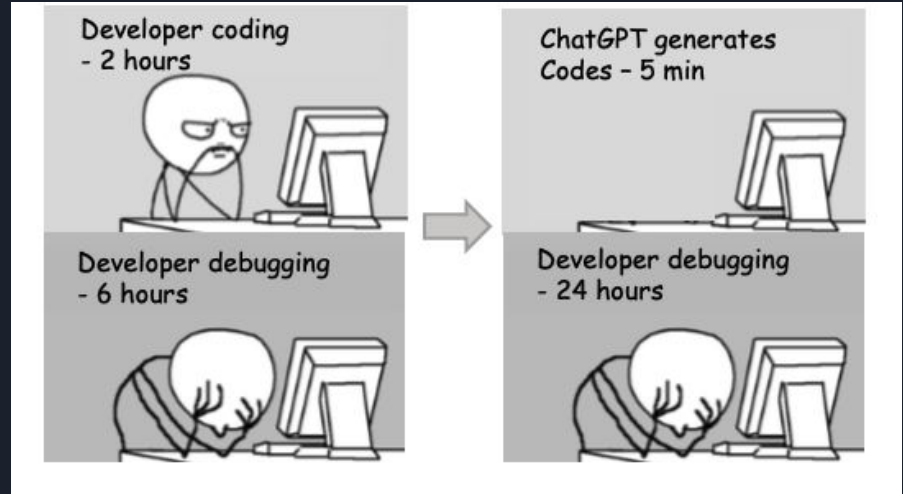 Developer coding
- 2 hours
Developer debugging
- 6 hours
ChatGPT generates
Codes – 5 min
Developer debugging
- 24 hours